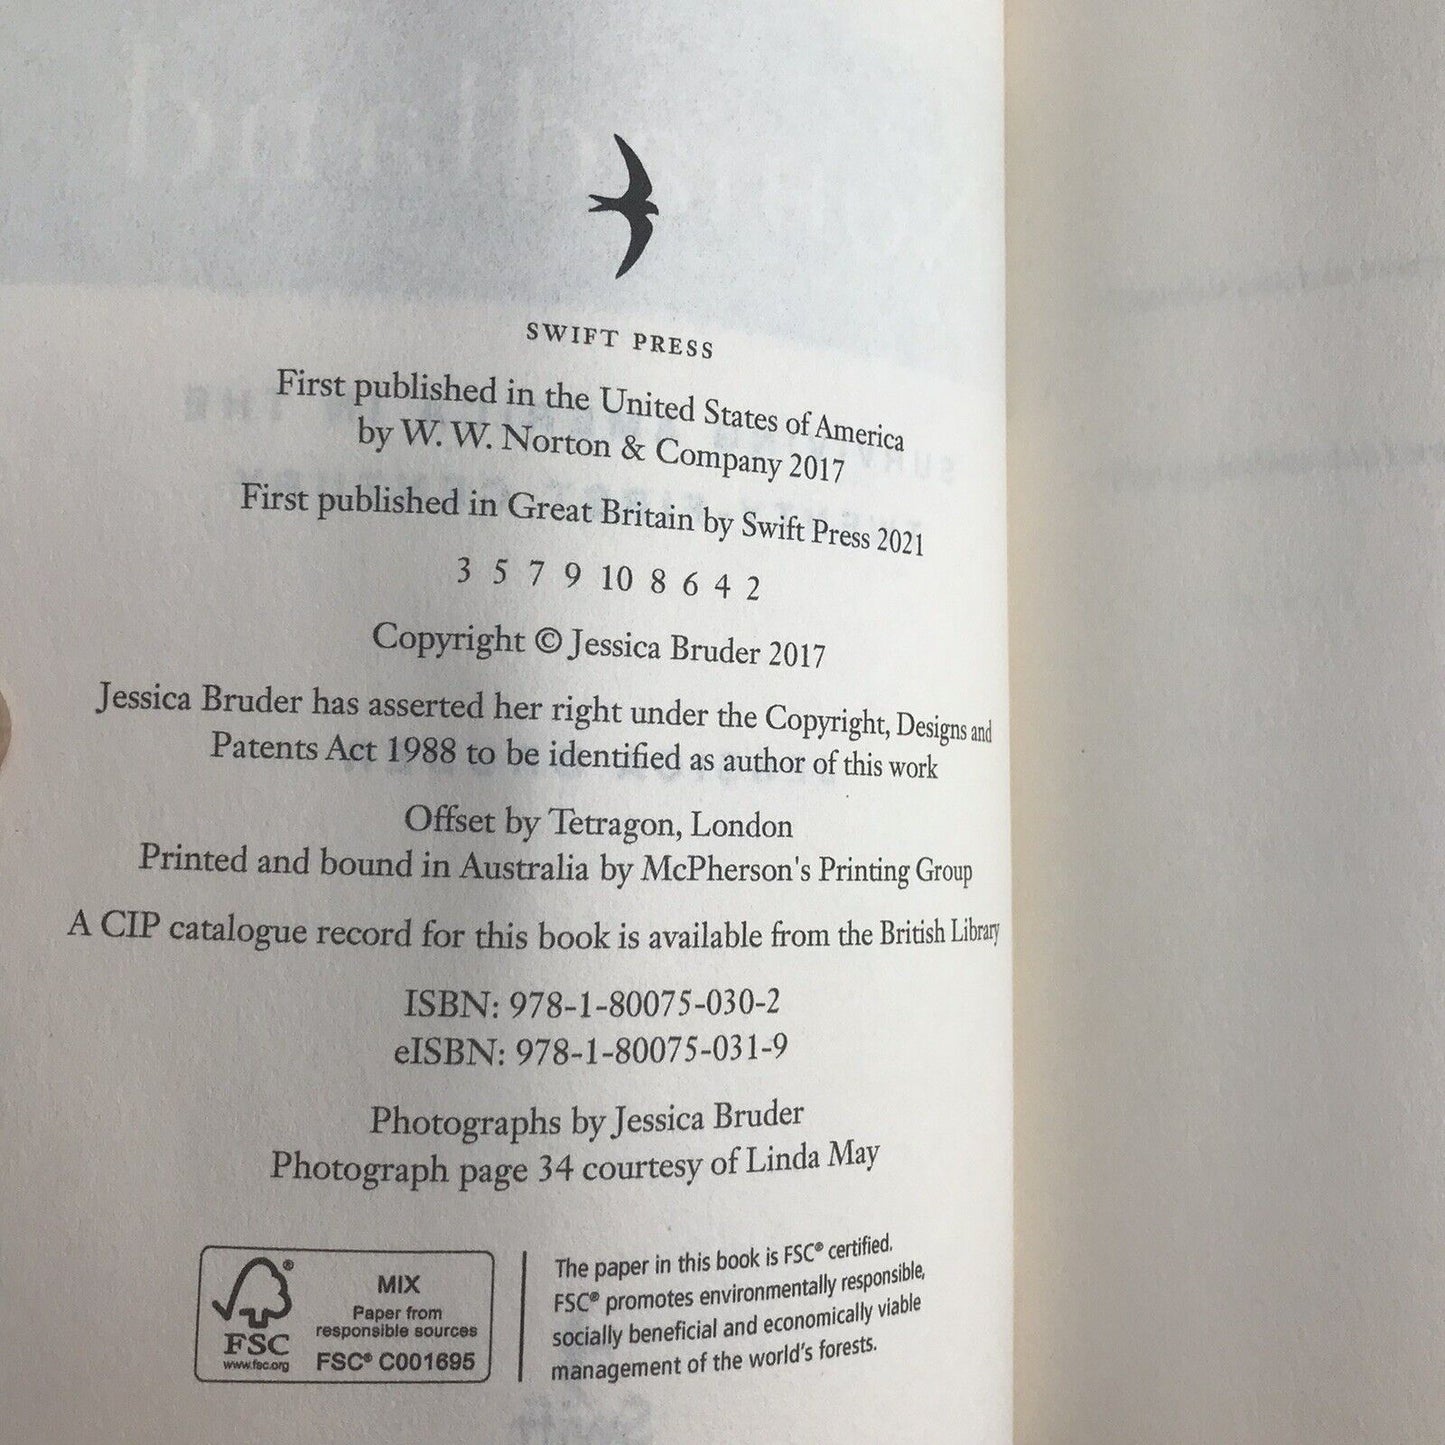 SWIFT PRESS
First published in the United States of America
by W. W. Norton & Company 2017
First published in Great Britain by Swift Press 2021
3 5 7 9 10 8 6 4 2
Copyright © Jessica Bruder 2017
Jessica Bruder has asserted her right under the Copyright, Designs and
Patents Act 1988 to be identified as author of this work
Offset by Tetragon, London
Printed and bound in Australia by McPherson's Printing Group
A CIP catalogue record for this book is available from the British Library
ISBN: 978-1-80075-030-2
eISBN: 978-1-80075-031-9
Photographs by Jessica Bruder
Photograph page 34 courtesy of Linda May
FSC
www.fsc.org
MIX
Paper from
responsible sources
FSC® C001695
The paper in this book is FSC® certified.
FSC® promotes environmentally responsible,
socially beneficial and economically viable
management of the world's forests.